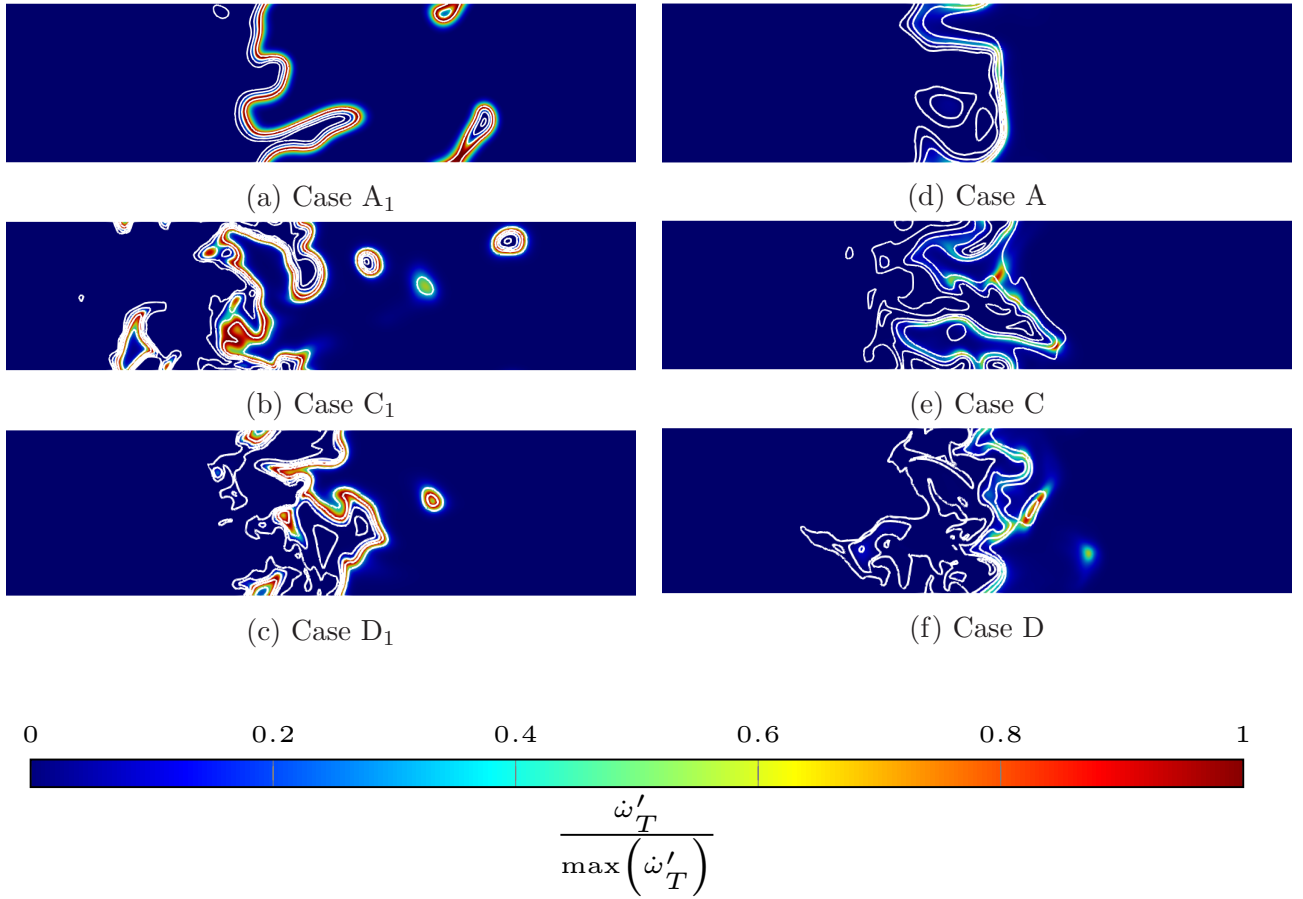 (a) Case A₁
(d) Case A
(b) Case C₁
(e) Case C
(c) Case D₁
(f) Case D
0 0.2 0.4 0.6 0.8 1
ω̇′_T
max(ω̇′_T)